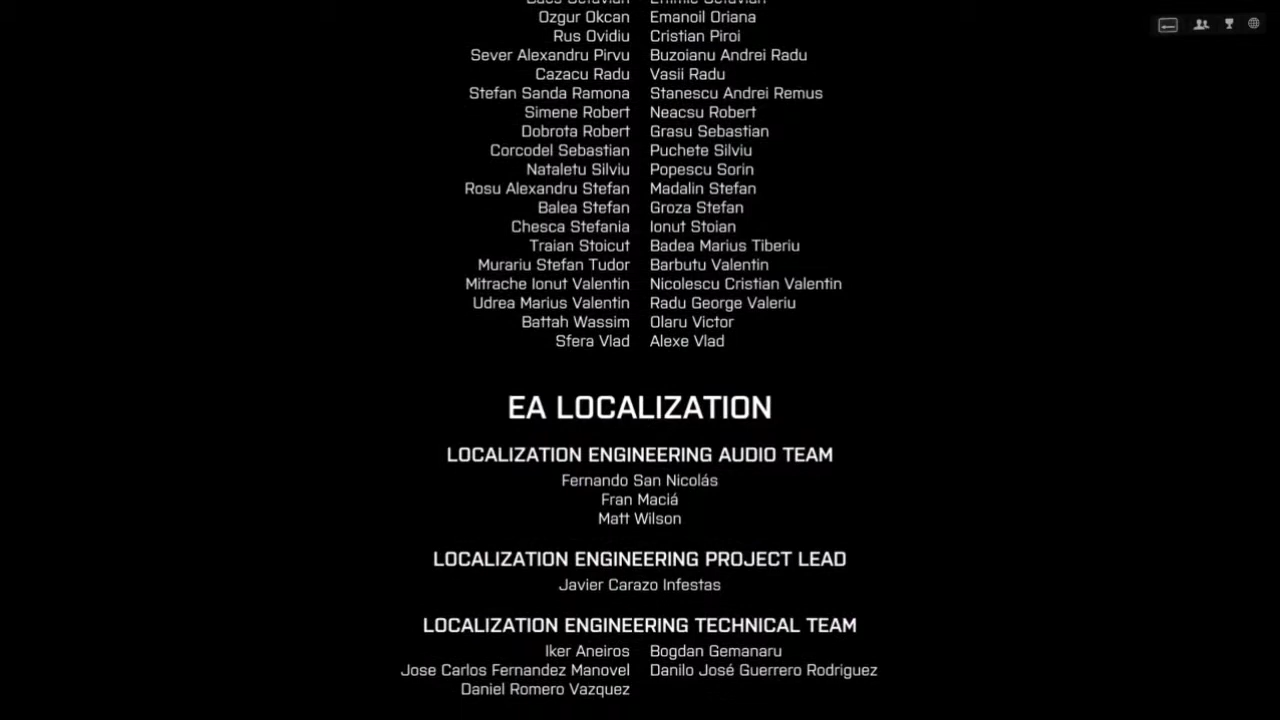 Ozgur Okcan Emanoil Oriana
Rus Ovidiu Cristian Piroi
Sever Alexandru Pirvu Buzoianu Andrei Radu
Cazacu Radu Vasii Radu
Stefan Sanda Ramona Stanescu Andrei Remus
Simene Robert Neacsu Robert
Dobrota Robert Grasu Sebastian
Corcodel Sebastian Puchete Silviu
Nataletu Silviu Popescu Sorin
Rosu Alexandru Stefan Madalin Stefan
Balea Stefan Groza Stefan
Chesca Stefania Ionut Stoian
Traian Stoicut Badea Marius Tiberiu
Murariu Stefan Tudor Barbutu Valentin
Mitrache Ionut Valentin Nicolescu Cristian Valentin
Udrea Marius Valentin Radu George Valeriu
Battah Wassim Olaru Victor
Sfera Vlad Alexe Vlad
EA LOCALIZATION
LOCALIZATION ENGINEERING AUDIO TEAM
Fernando San Nicolás
Fran Maciá
Matt Wilson
LOCALIZATION ENGINEERING PROJECT LEAD
Javier Carazo Infestas
LOCALIZATION ENGINEERING TECHNICAL TEAM
Iker Aneiros Bogdan Gemanaru
Jose Carlos Fernandez Manovel Danilo José Guerrero Rodriguez
Daniel Romero Vazquez